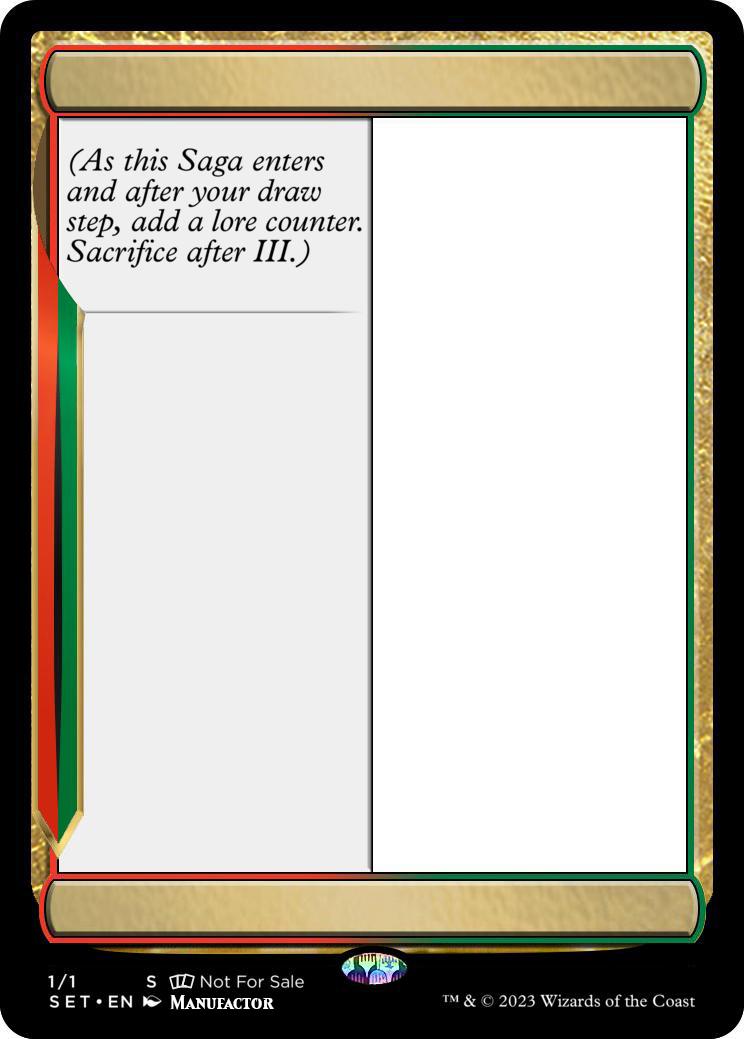 (As this Saga enters
and after your draw
step, add a lore counter.
Sacrifice after III.)
1/1 S Not For Sale
SET • EN Manufactor
™ & © 2023 Wizards of the Coast